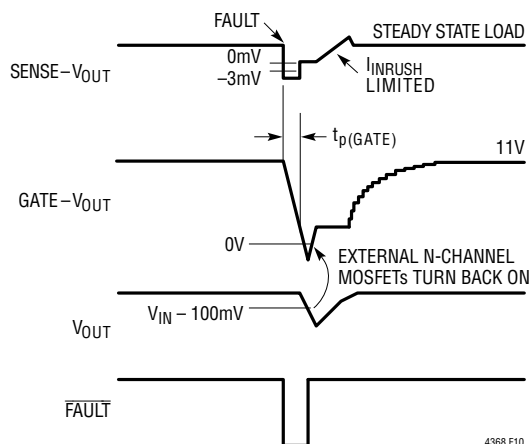 FAULT
STEADY STATE LOAD
0mV
SENSE–VOUT
–3mV
IINRUSH
LIMITED
tp(GATE)
11V
GATE–VOUT
0V
EXTERNAL N-CHANNEL
MOSFETs TURN BACK ON
VIN – 100mV
VOUT
FAULT
4368 F10